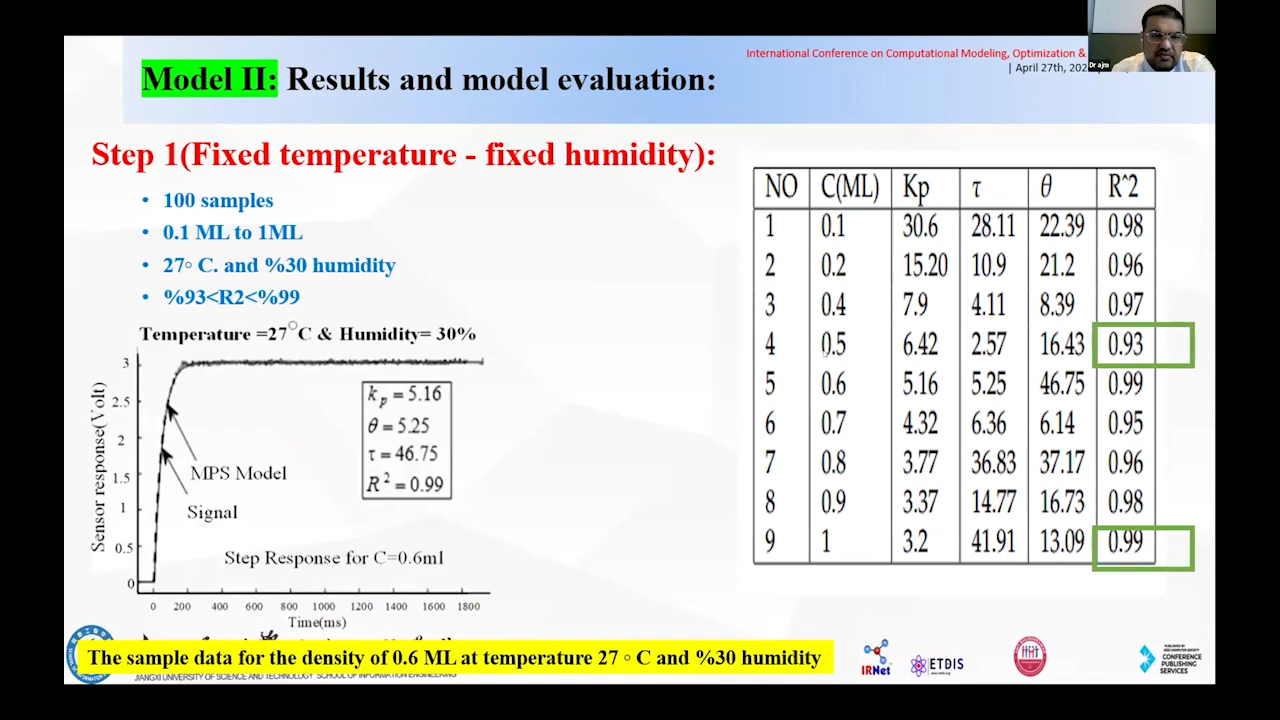 International Conference on Computational Modeling, Optimization &
| April 27th, 202
Dr ajm
Model II: Results and model evaluation:
Step 1(Fixed temperature - fixed humidity):
• 100 samples
• 0.1 ML to 1ML
• 27◦ C. and %30 humidity
• %93<R2<%99
Temperature =27°C & Humidity= 30%
Sensor response(Volt)
3
2.5
2
1.5
1
0.5
0
kp = 5.16
θ = 5.25
τ = 46.75
R² = 0.99
MPS Model
Signal
Step Response for C=0.6ml
0 200 400 600 800 1000 1200 1400 1600 1800
Time(ms)
NO C(ML) Kp τ θ R^2
1 0.1 30.6 28.11 22.39 0.98
2 0.2 15.20 10.9 21.2 0.96
3 0.4 7.9 4.11 8.39 0.97
4 0.5 6.42 2.57 16.43 0.93
5 0.6 5.16 5.25 46.75 0.99
6 0.7 4.32 6.36 6.14 0.95
7 0.8 3.77 36.83 37.17 0.96
8 0.9 3.37 14.77 16.73 0.98
9 1 3.2 41.91 13.09 0.99
The sample data for the density of 0.6 ML at temperature 27 ◦ C and %30 humidity
JIANGXI UNIVERSITY OF SCIENCE AND TECHNOLOGY SCHOOL OF INFORMATION ENGINEERING
IRNet
ETDIS
CONFERENCE
PUBLISHING
SERVICES